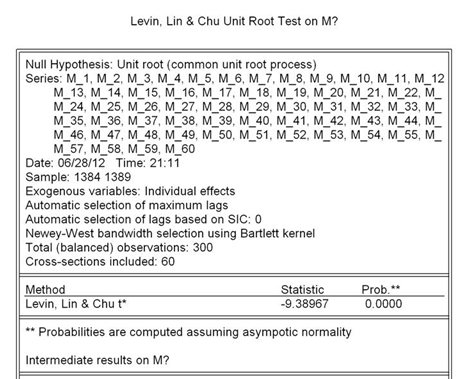 Levin, Lin & Chu Unit Root Test on M?
Null Hypothesis: Unit root (common unit root process)
Series: M_1, M_2, M_3, M_4, M_5, M_6, M_7, M_8, M_9, M_10, M_11, M_12
M_13, M_14, M_15, M_16, M_17, M_18, M_19, M_20, M_21, M_22, M_
M_24, M_25, M_26, M_27, M_28, M_29, M_30, M_31, M_32, M_33, M_
M_35, M_36, M_37, M_38, M_39, M_40, M_41, M_42, M_43, M_44, M_
M_46, M_47, M_48, M_49, M_50, M_51, M_52, M_53, M_54, M_55, M_
M_57, M_58, M_59, M_60
Date: 06/28/12 Time: 21:11
Sample: 1384 1389
Exogenous variables: Individual effects
Automatic selection of maximum lags
Automatic selection of lags based on SIC: 0
Newey-West bandwidth selection using Bartlett kernel
Total (balanced) observations: 300
Cross-sections included: 60
Method Statistic Prob.**
Levin, Lin & Chu t* -9.38967 0.0000
** Probabilities are computed assuming asympotic normality
Intermediate results on M?